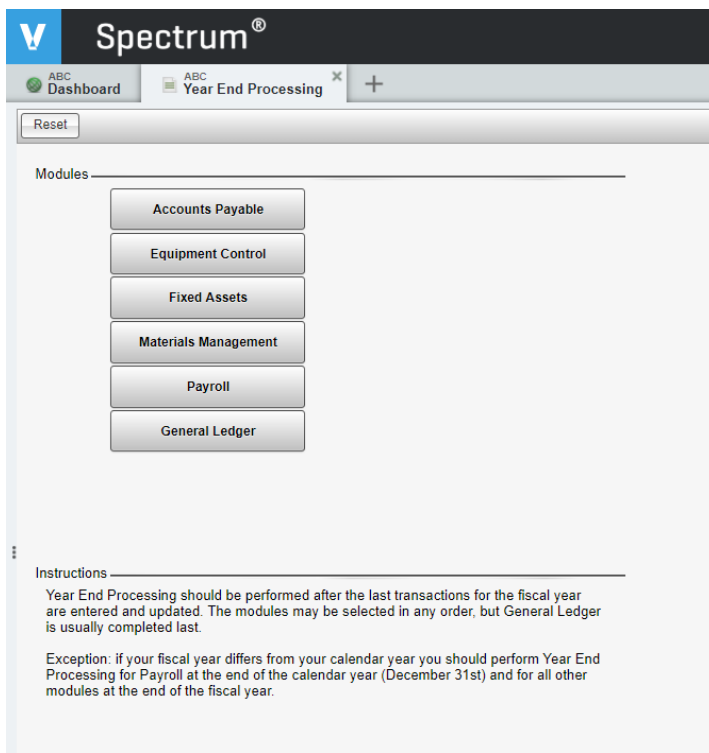 Spectrum®
ABC
Dashboard
ABC
Year End Processing
Reset
Modules
Accounts Payable
Equipment Control
Fixed Assets
Materials Management
Payroll
General Ledger
Instructions
Year End Processing should be performed after the last transactions for the fiscal year
are entered and updated. The modules may be selected in any order, but General Ledger
is usually completed last.
Exception: if your fiscal year differs from your calendar year you should perform Year End
Processing for Payroll at the end of the calendar year (December 31st) and for all other
modules at the end of the fiscal year.